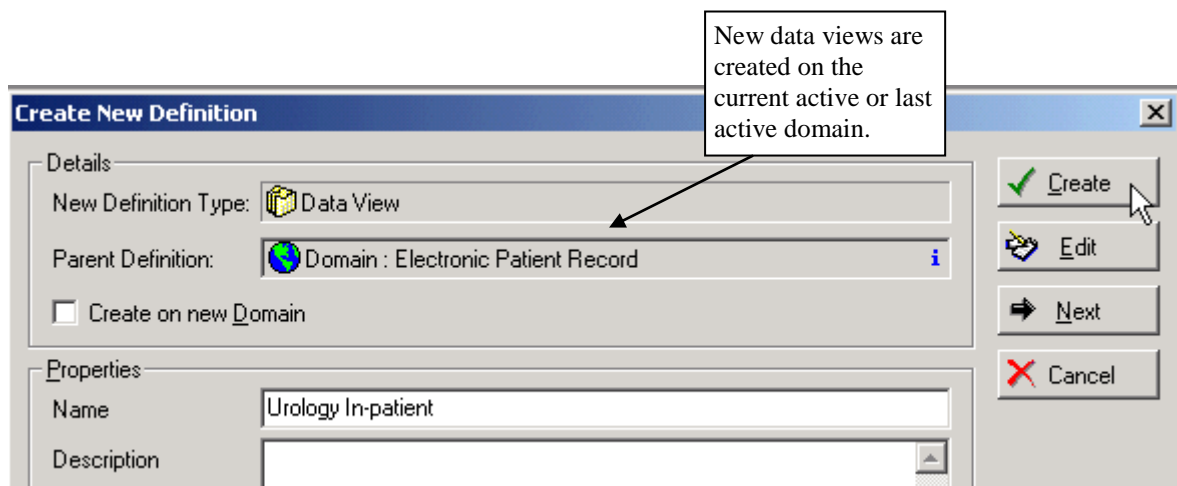 New data views are
created on the
current active or last
active domain.
Create New Definition
Details
New Definition Type: Data View
Create
Parent Definition: Domain : Electronic Patient Record i
Edit
Create on new Domain
Next
Properties
Cancel
Name Urology In-patient
Description